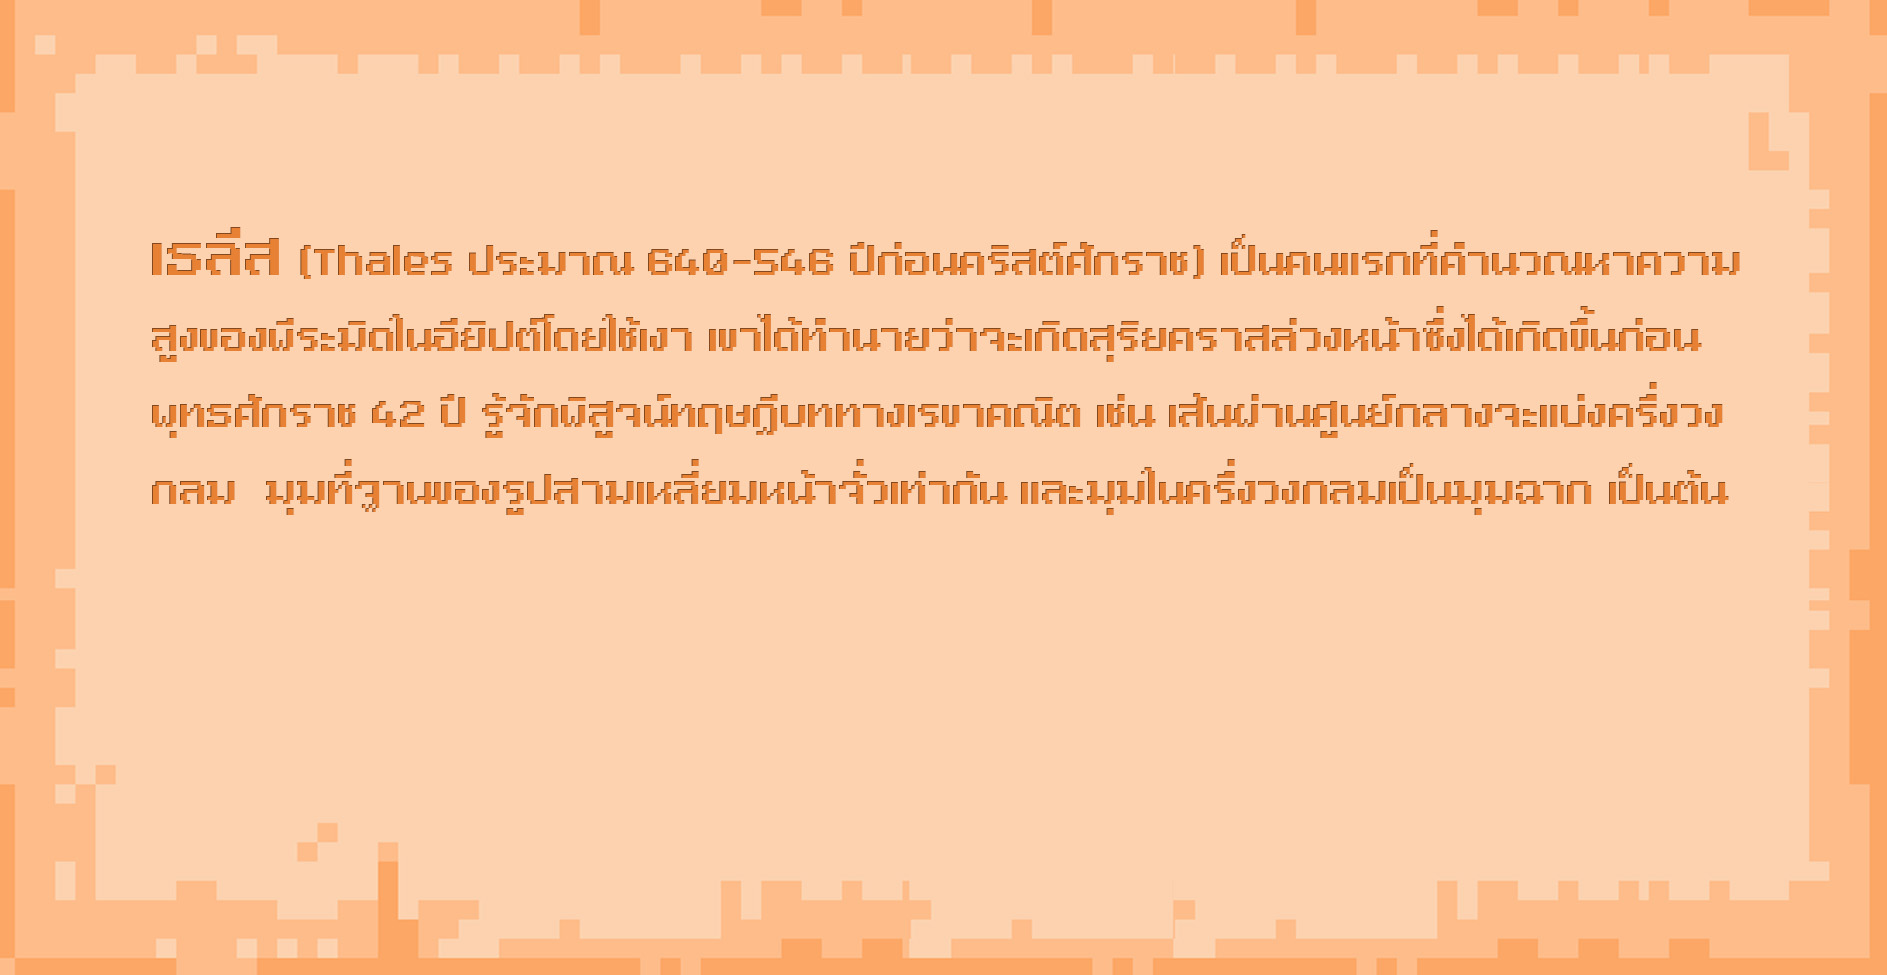 เธลีส (Thales ประมาณ 640-546 ปีก่อนคริสต์ศักราช) เป็นคนแรกที่คำนวณหาความ
สูงของพีระมิดในอียิปต์โดยใช้เงา เขาได้ทำนายว่าจะเกิดสุริยคราสล่วงหน้าซึ่งได้เกิดขึ้นก่อน
พุทธศักราช 42 ปี รู้จักพิสูจน์ทฤษฎีบททางเรขาคณิต เช่น เส้นผ่านศูนย์กลางจะแบ่งครึ่งวง
กลม มุมที่ฐานของรูปสามเหลี่ยมหน้าจั่วเท่ากัน และมุมในครึ่งวงกลมเป็นมุมฉาก เป็นต้น